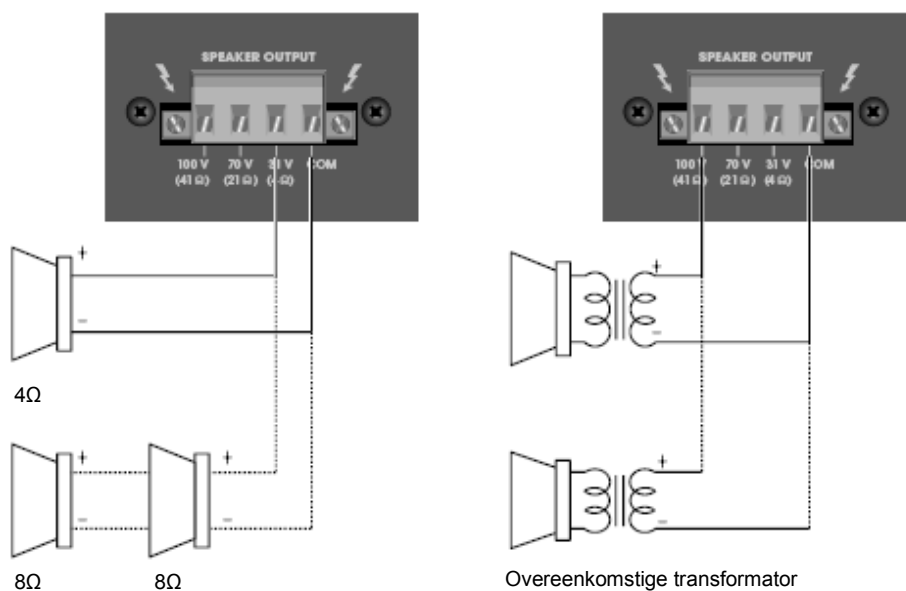 SPEAKER OUTPUT
100 V 70 V 31 V COM
(41 Ω) (21 Ω) (4 Ω)
+
-
4Ω
+ +
- -
8Ω 8Ω
SPEAKER OUTPUT
100 V 70 V 31 V COM
(41 Ω) (21 Ω) (4 Ω)
+
-
+
-
Overeenkomstige transformator